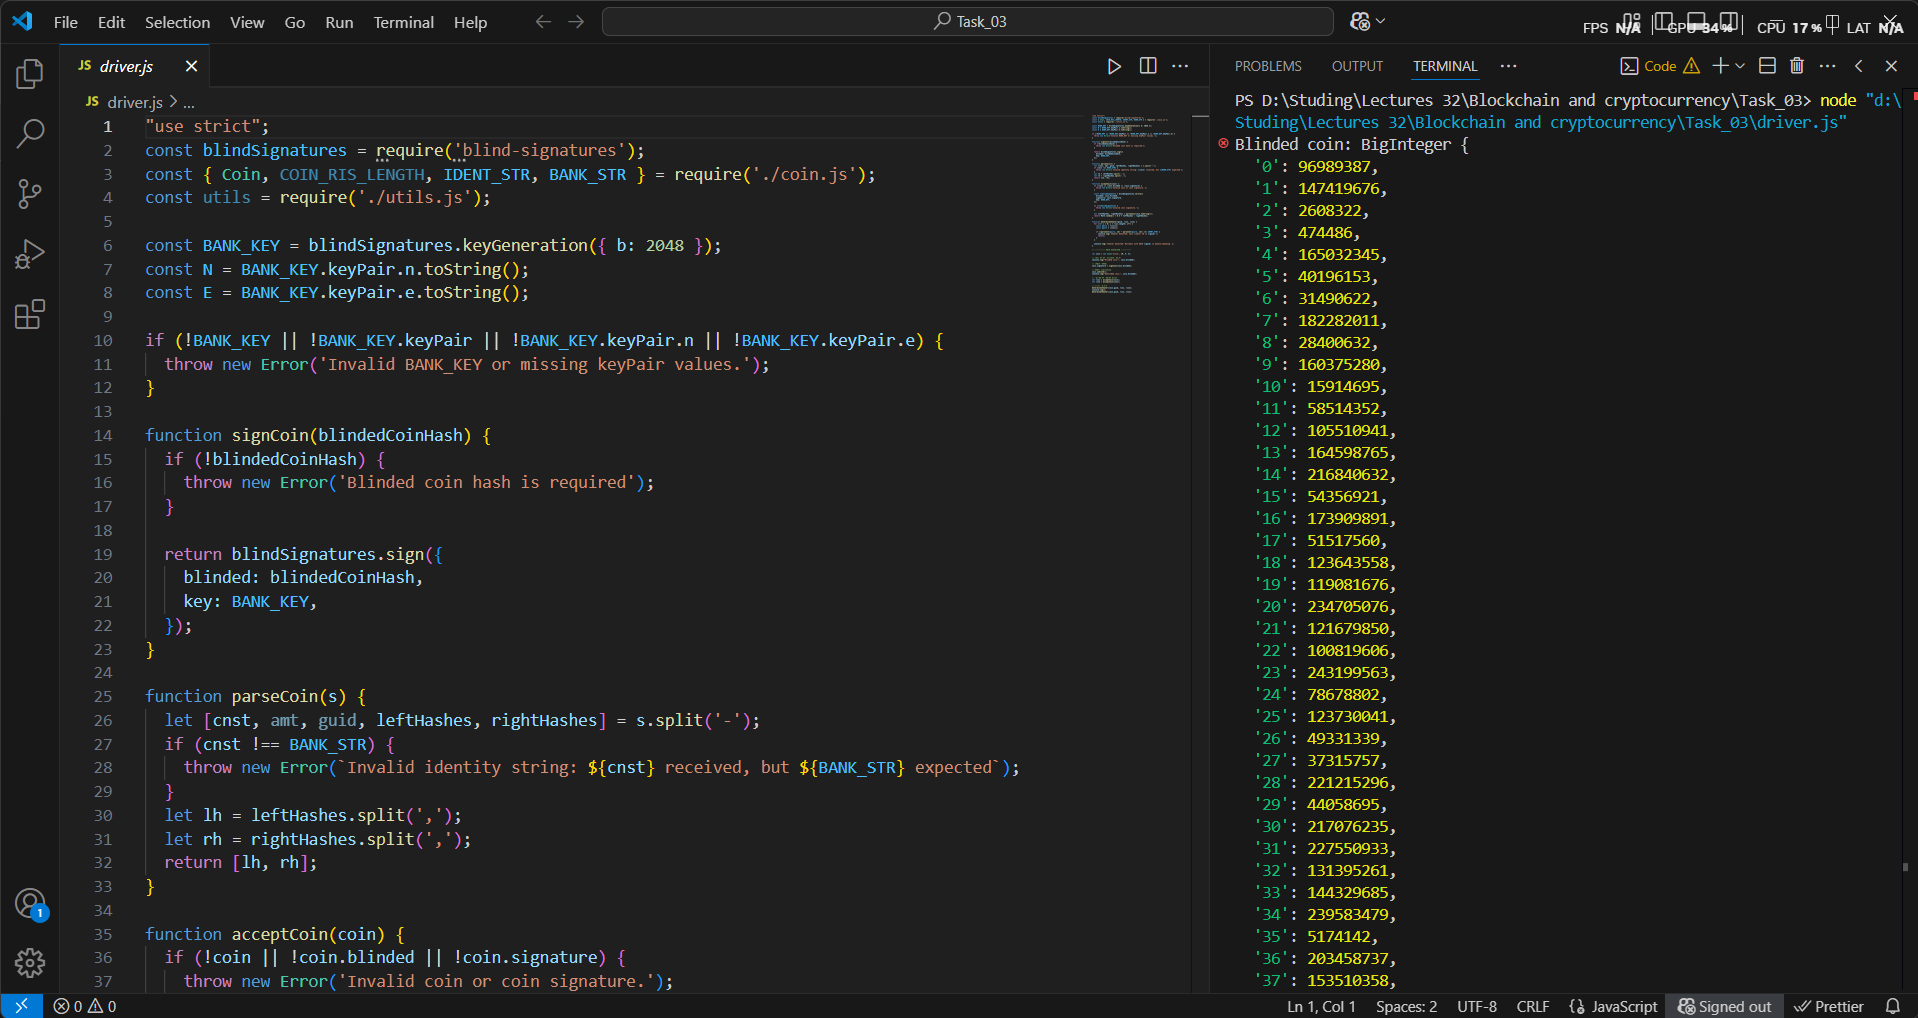 File Edit Selection View Go Run Terminal Help
Task_03
FPS N/A GPU 34 % CPU 17 % LAT N/A
JS driver.js
JS driver.js > ...
1 "use strict";
2 const blindSignatures = require('blind-signatures');
3 const { Coin, COIN_RIS_LENGTH, IDENT_STR, BANK_STR } = require('./coin.js');
4 const utils = require('./utils.js');
5
6 const BANK_KEY = blindSignatures.keyGeneration({ b: 2048 });
7 const N = BANK_KEY.keyPair.n.toString();
8 const E = BANK_KEY.keyPair.e.toString();
9
10 if (!BANK_KEY || !BANK_KEY.keyPair || !BANK_KEY.keyPair.n || !BANK_KEY.keyPair.e) {
11 throw new Error('Invalid BANK_KEY or missing keyPair values.');
12 }
13
14 function signCoin(blindedCoinHash) {
15 if (!blindedCoinHash) {
16 throw new Error('Blinded coin hash is required');
17 }
18
19 return blindSignatures.sign({
20 blinded: blindedCoinHash,
21 key: BANK_KEY,
22 });
23 }
24
25 function parseCoin(s) {
26 let [cnst, amt, guid, leftHashes, rightHashes] = s.split('-');
27 if (cnst !== BANK_STR) {
28 throw new Error(`Invalid identity string: ${cnst} received, but ${BANK_STR} expected`);
29 }
30 let lh = leftHashes.split(',');
31 let rh = rightHashes.split(',');
32 return [lh, rh];
33 }
34
35 function acceptCoin(coin) {
36 if (!coin || !coin.blinded || !coin.signature) {
37 throw new Error('Invalid coin or coin signature.');
PROBLEMS OUTPUT TERMINAL ... Code
PS D:\Studing\Lectures 32\Blockchain and cryptocurrency\Task_03> node "d:\
Studing\Lectures 32\Blockchain and cryptocurrency\Task_03\driver.js"
Blinded coin: BigInteger {
'0': 96989387,
'1': 147419676,
'2': 2608322,
'3': 474486,
'4': 165032345,
'5': 40196153,
'6': 31490622,
'7': 182282011,
'8': 28400632,
'9': 160375280,
'10': 15914695,
'11': 58514352,
'12': 105510941,
'13': 164598765,
'14': 216840632,
'15': 54356921,
'16': 173909891,
'17': 51517560,
'18': 123643558,
'19': 119081676,
'20': 234705076,
'21': 121679850,
'22': 100819606,
'23': 243199563,
'24': 78678802,
'25': 123730041,
'26': 49331339,
'27': 37315757,
'28': 221215296,
'29': 44058695,
'30': 217076235,
'31': 227550933,
'32': 131395261,
'33': 144329685,
'34': 239583479,
'35': 5174142,
'36': 203458737,
'37': 153510358,
1
0 0 Ln 1, Col 1 Spaces: 2 UTF-8 CRLF {} JavaScript Signed out Prettier